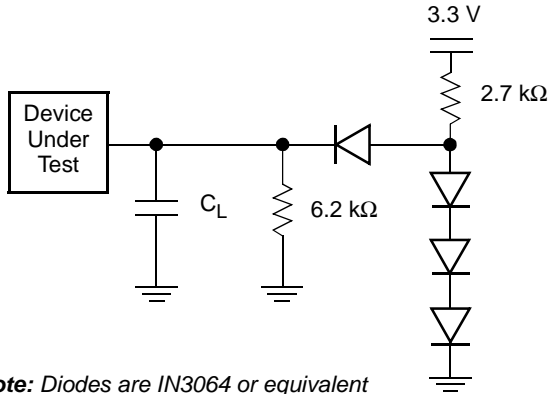 3.3 V
2.7 kΩ
Device
Under
Test
C_L
6.2 kΩ
ote: Diodes are IN3064 or equivalent